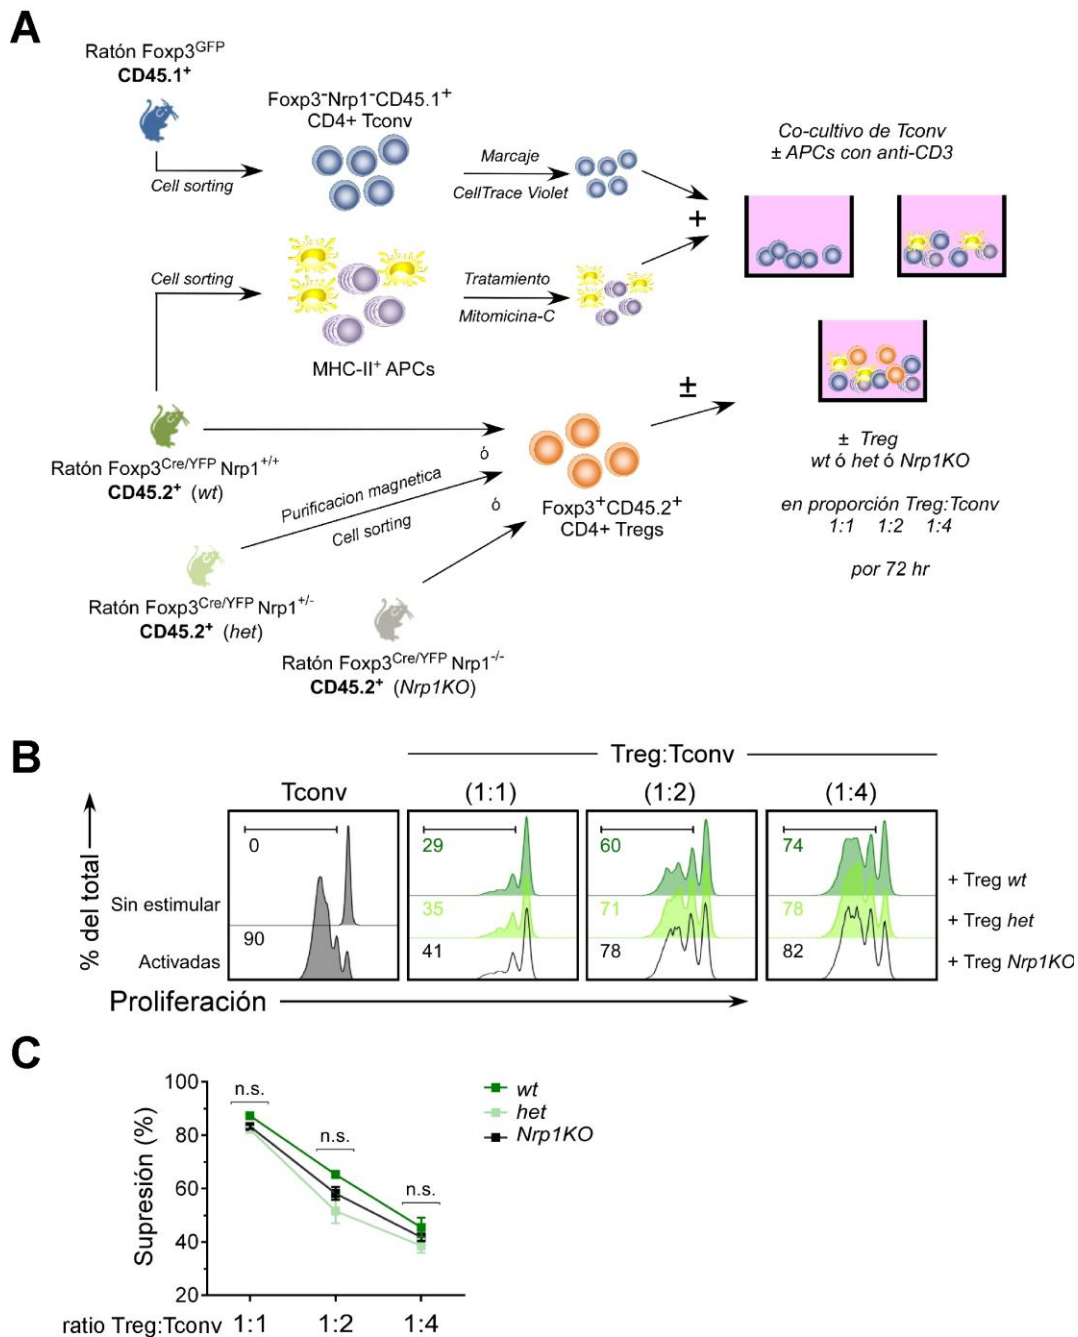 A
Ratón Foxp3GFP
CD45.1+
Cell sorting
Foxp3-Nrp1-CD45.1+
CD4+ Tconv
Marcaje
CellTrace Violet
Co-cultivo de Tconv
± APCs con anti-CD3
+
Cell sorting
MHC-II+ APCs
Tratamiento
Mitomicina-C
±
Ratón Foxp3Cre/YFP Nrp1+/+
CD45.2+ (wt)
ó
Purificacion magnetica
Cell sorting
ó
Foxp3+CD45.2+
CD4+ Tregs
± Treg
wt ó het ó Nrp1KO
en proporción Treg:Tconv
1:1 1:2 1:4
por 72 hr
Ratón Foxp3Cre/YFP Nrp1+/-
CD45.2+ (het)
Ratón Foxp3Cre/YFP Nrp1-/-
CD45.2+ (Nrp1KO)
B
Treg:Tconv
Tconv (1:1) (1:2) (1:4)
% del total
0 29 60 74
+ Treg wt
Sin estimular
35 71 78
+ Treg het
90 41 78 82
Activadas
+ Treg Nrp1KO
Proliferación
C
Supresión (%)
100
80
60
40
20
n.s.
n.s.
n.s.
wt
het
Nrp1KO
ratio Treg:Tconv 1:1 1:2 1:4